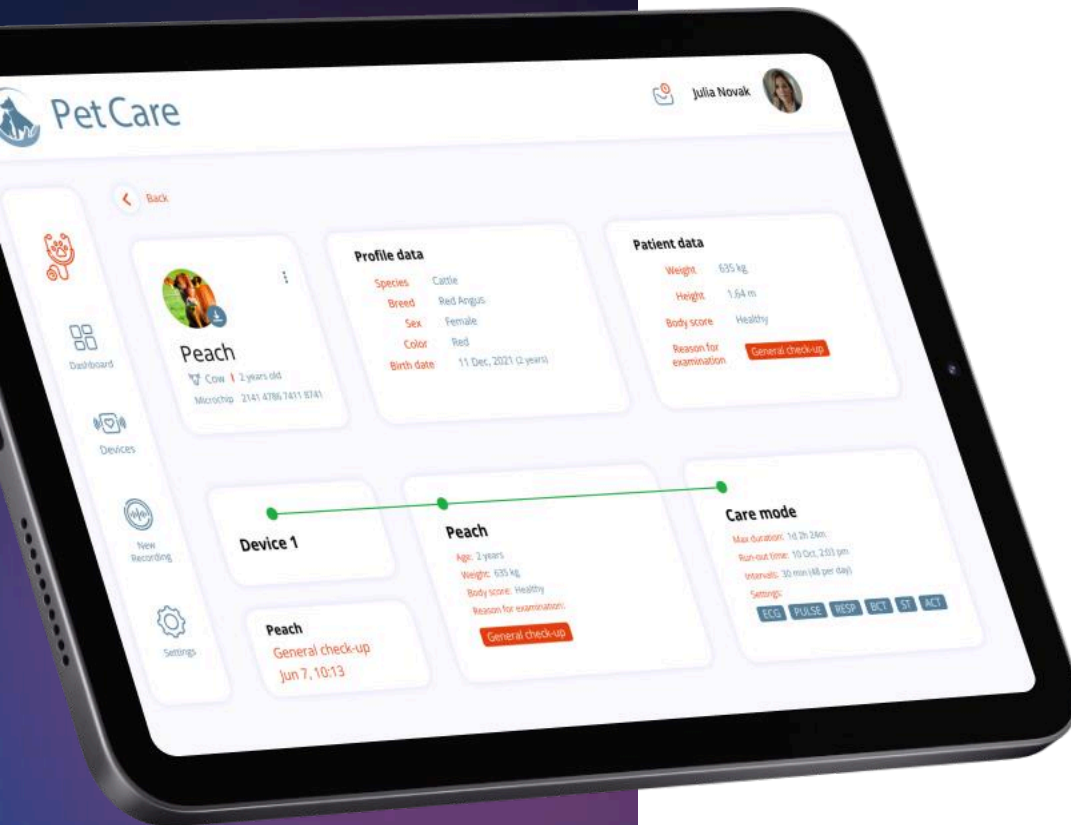 PetCare
Julia Novak
Back
Peach
Cow 2 years old
Microchip 2141 4786 7411 8741
Profile data
Species Cattle
Breed Red Angus
Sex Female
Color Red
Birth date 11 Dec, 2021 (2 years)
Patient data
Weight 635 kg
Height 1,64 m
Body score Healthy
Reason for
examination General check-up
Dashboard
Devices
New
Recording
Settings
Device 1
Peach
General check-up
Jun 7, 10:13
Peach
Age: 2 years
Weight: 635 kg
Body score: Healthy
Reason for examination:
General check-up
Care mode
Max duration: 1d 2h 24m
Run-out time: 10 Oct, 2:03 pm
Intervals: 30 min (48 per day)
Settings:
ECG PULSE RESP BCT ST ACT